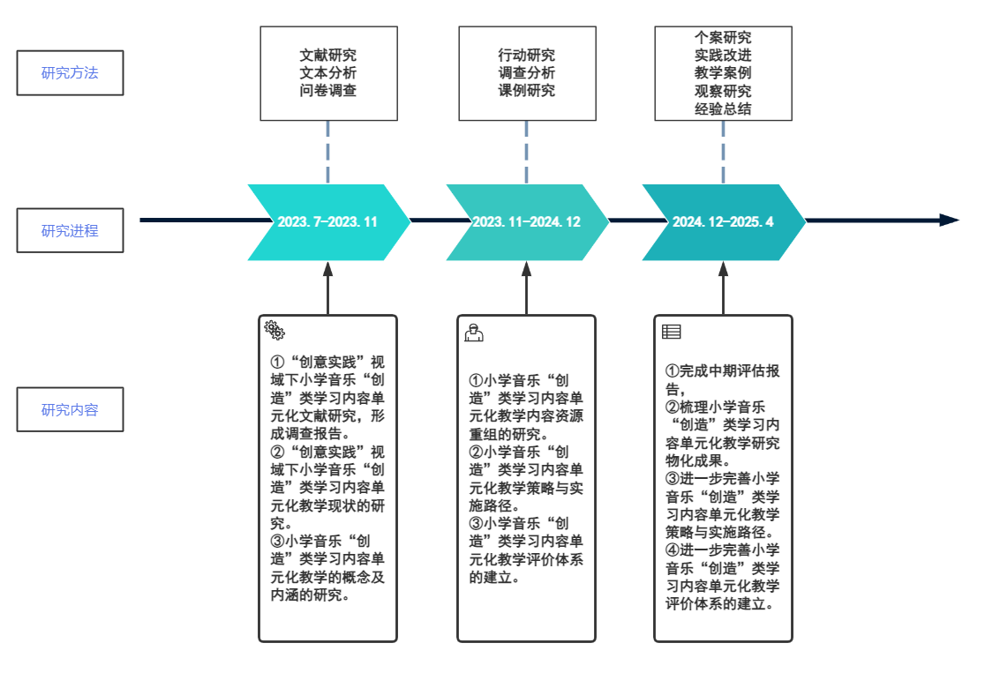 研究方法
文献研究
文本分析
问卷调查
行动研究
调查分析
课例研究
个案研究
实践改进
教学案例
观察研究
经验总结
研究进程
2023.7-2023.11
2023.11-2024.12
2024.12-2025.4
研究内容
①“创意实践”视
域下小学音乐“创
造”类学习内容单
元化文献研究，形
成调查报告。
②“创意实践”视
域下小学音乐“创
造”类学习内容单
元化教学现状的研
究。
③小学音乐“创
造”类学习内容单
元化教学的概念及
内涵的研究。
①小学音乐“创
造”类学习内容单
元化教学内容资源
重组的研究。
②小学音乐“创
造”类学习内容单
元化教学策略与实
施路径。
③小学音乐“创
造”类学习内容单
元化教学评价体系
的建立。
①完成中期评估报
告，
②梳理小学音乐
“创造”类学习内
容单元化教学研究
物化成果。
③进一步完善小学
音乐“创造”类学
习内容单元化教学
策略与实施路径。
④进一步完善小学
音乐“创造”类学
习内容单元化教学
评价体系的建立。